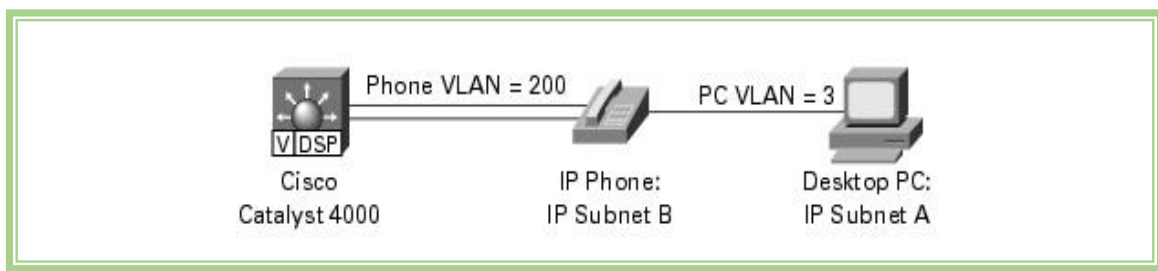 Phone VLAN = 200
PC VLAN = 3
V DSP
Cisco
Catalyst 4000
IP Phone:
IP Subnet B
Desktop PC:
IP Subnet A